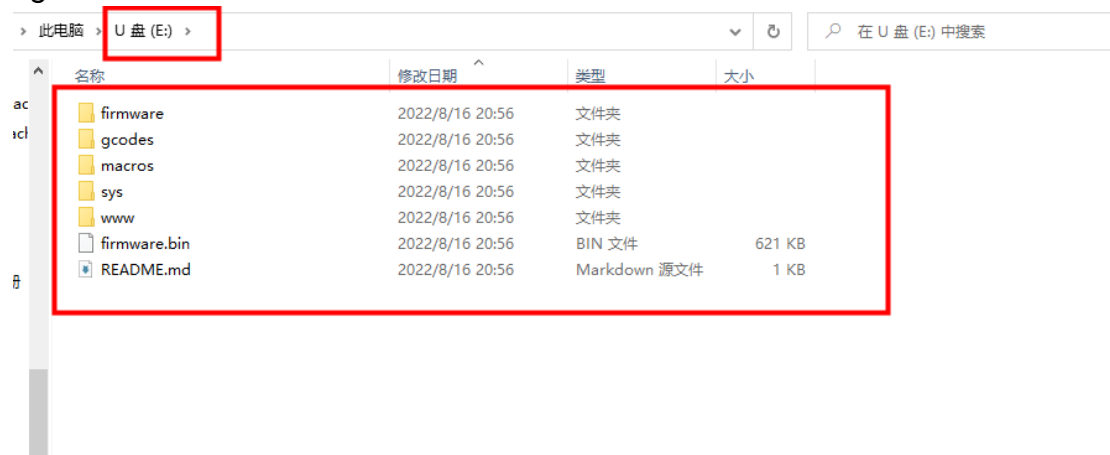 › 此电脑 › U 盘 (E:) ›
在 U 盘 (E:) 中搜索
名称 修改日期 类型 大小
firmware 2022/8/16 20:56 文件夹
gcodes 2022/8/16 20:56 文件夹
macros 2022/8/16 20:56 文件夹
sys 2022/8/16 20:56 文件夹
www 2022/8/16 20:56 文件夹
firmware.bin 2022/8/16 20:56 BIN 文件 621 KB
README.md 2022/8/16 20:56 Markdown 源文件 1 KB